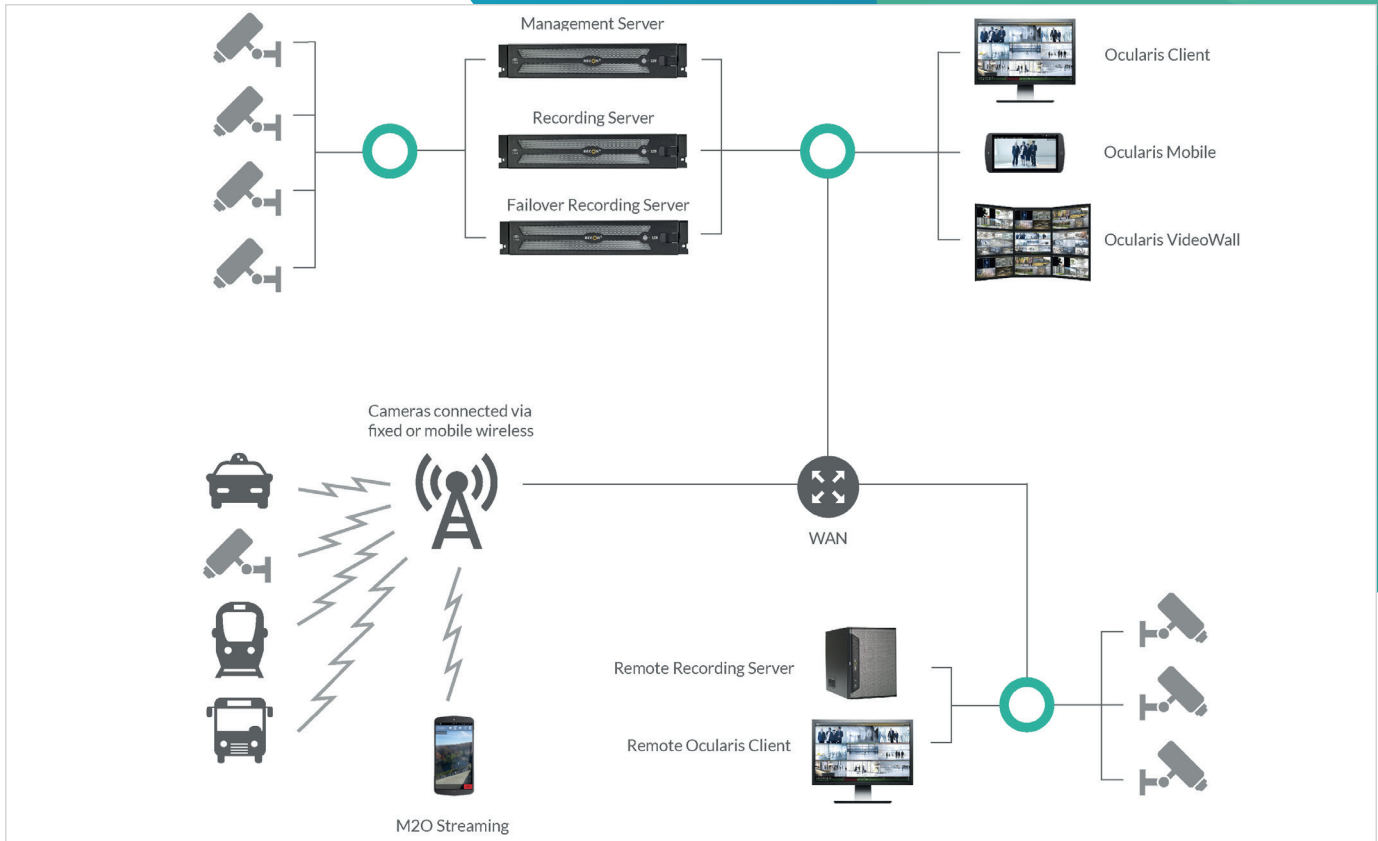 Management Server
Recording Server
Failover Recording Server
Ocularis Client
Ocularis Mobile
Ocularis VideoWall
Cameras connected via
fixed or mobile wireless
WAN
Remote Recording Server
Remote Ocularis Client
M2O Streaming